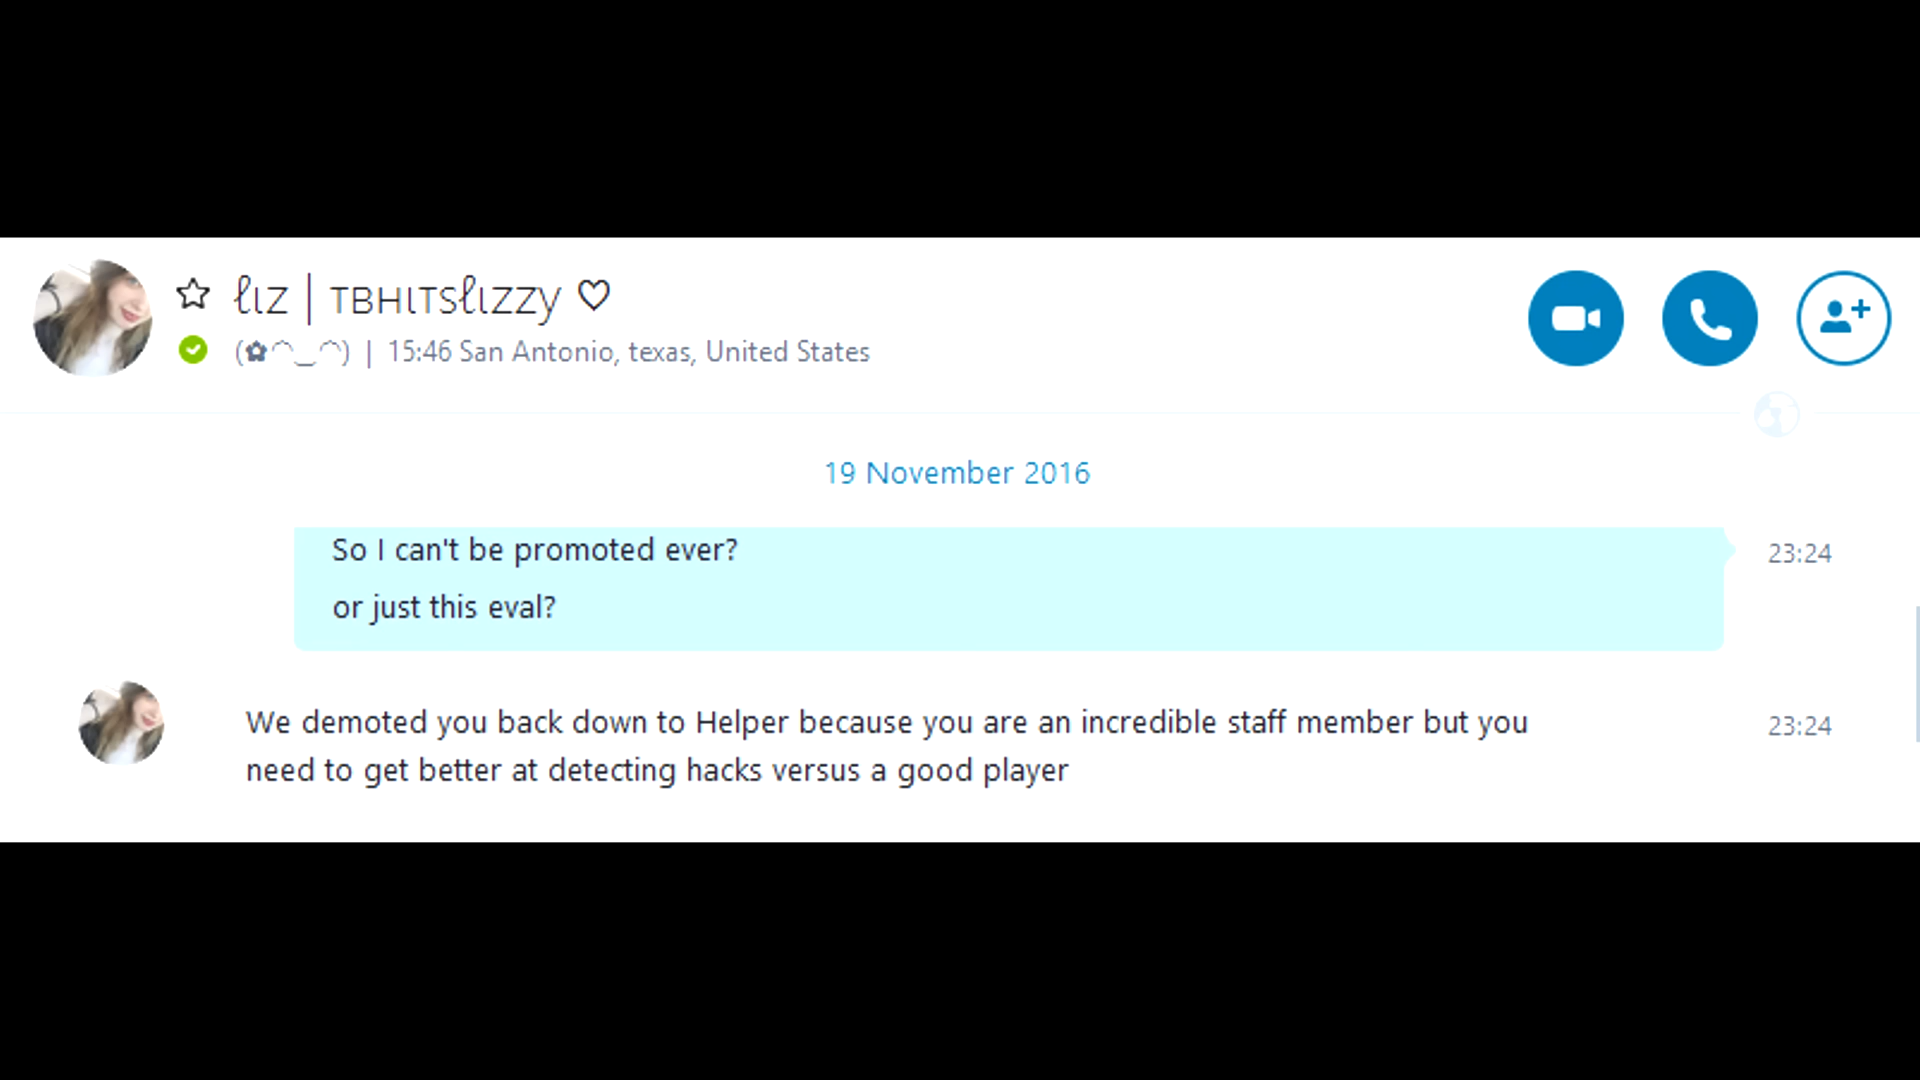 ℓιz | твнιтѕℓιzzу ♡
(✿◠‿◠) | 15:46 San Antonio, texas, United States
19 November 2016
So I can't be promoted ever? 23:24
or just this eval?
We demoted you back down to Helper because you are an incredible staff member but you 23:24
need to get better at detecting hacks versus a good player